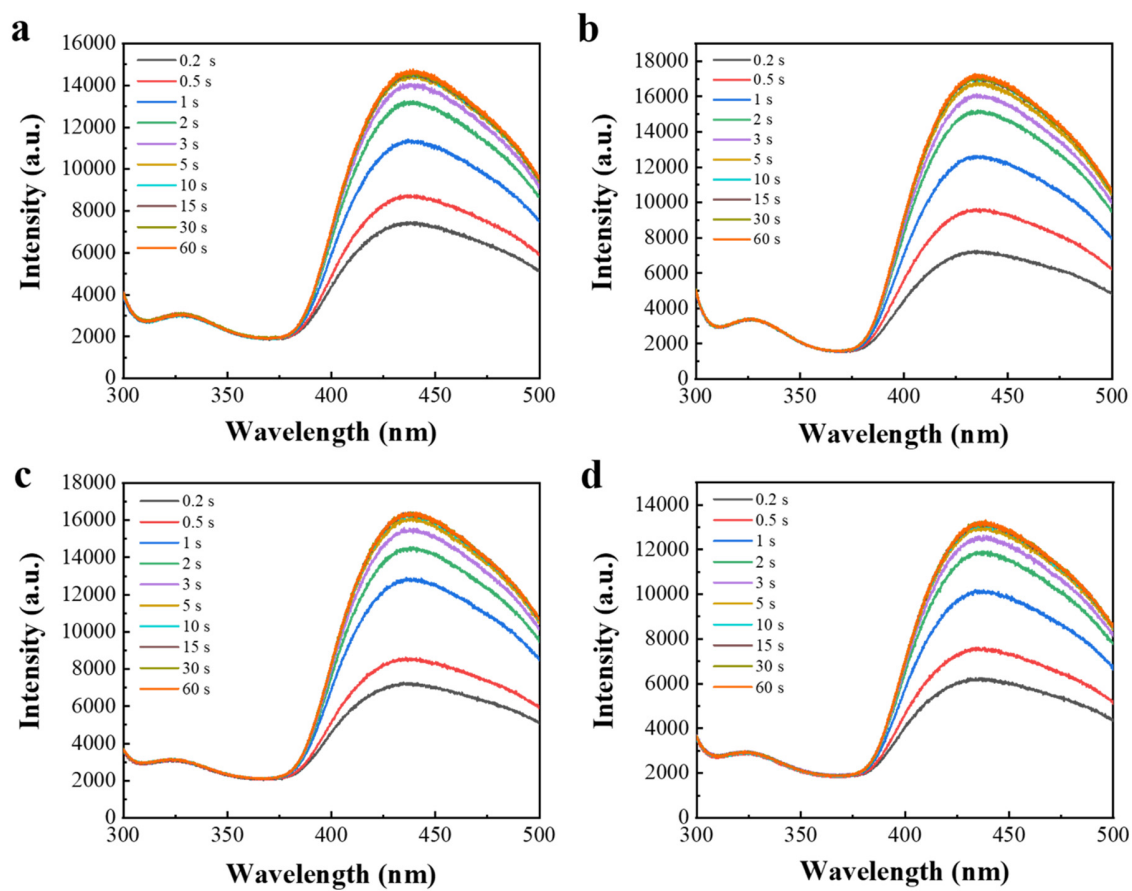 a
16000
14000
12000
10000
8000
6000
4000
2000
0
Intensity (a.u.)
0.2 s
0.5 s
1 s
2 s
3 s
5 s
10 s
15 s
30 s
60 s
300
350
400
450
500
Wavelength (nm)
b
18000
16000
14000
12000
10000
8000
6000
4000
2000
0
Intensity (a.u.)
0.2 s
0.5 s
1 s
2 s
3 s
5 s
10 s
15 s
30 s
60 s
300
350
400
450
500
Wavelength (nm)
c
18000
16000
14000
12000
10000
8000
6000
4000
2000
0
Intensity (a.u.)
0.2 s
0.5 s
1 s
2 s
3 s
5 s
10 s
15 s
30 s
60 s
300
350
400
450
500
Wavelength (nm)
d
14000
12000
10000
8000
6000
4000
2000
0
Intensity (a.u.)
0.2 s
0.5 s
1 s
2 s
3 s
5 s
10 s
15 s
30 s
60 s
300
350
400
450
500
Wavelength (nm)